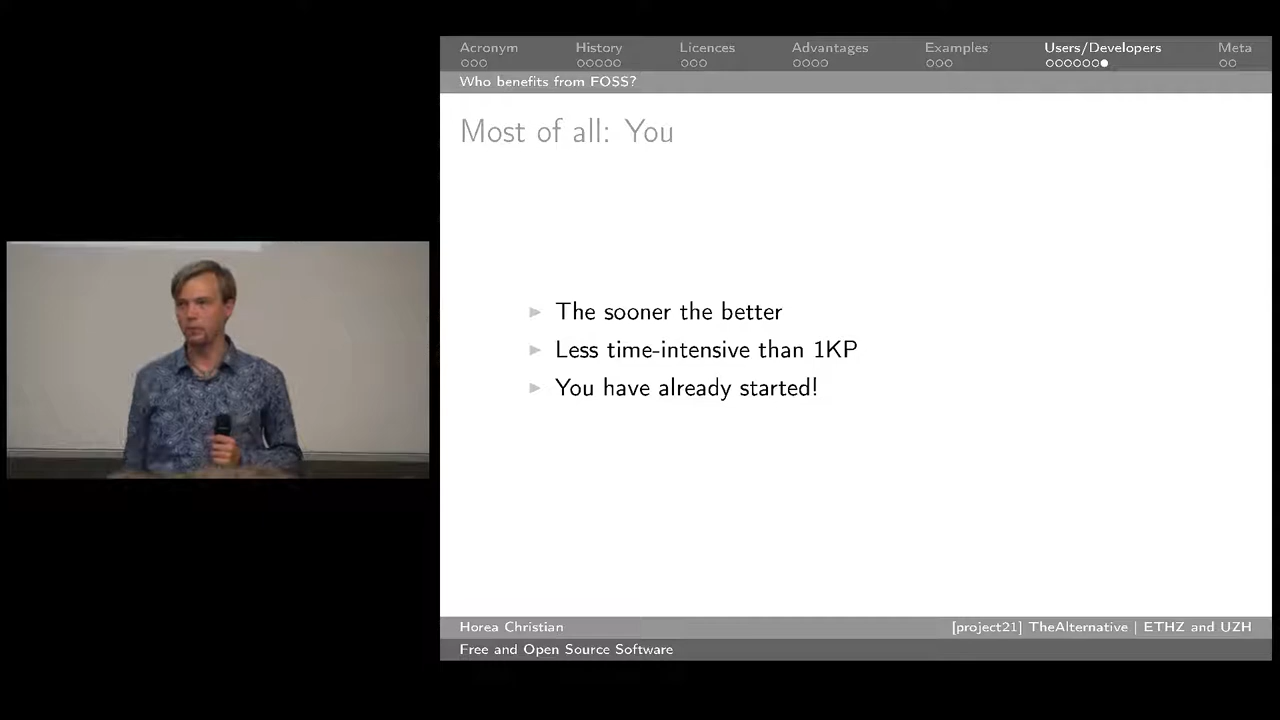 Acronym History Licences Advantages Examples Users/Developers Meta
Who benefits from FOSS?
Most of all: You
The sooner the better
Less time-intensive than 1KP
You have already started!
Horea Christian [project21] TheAlternative | ETHZ and UZH
Free and Open Source Software